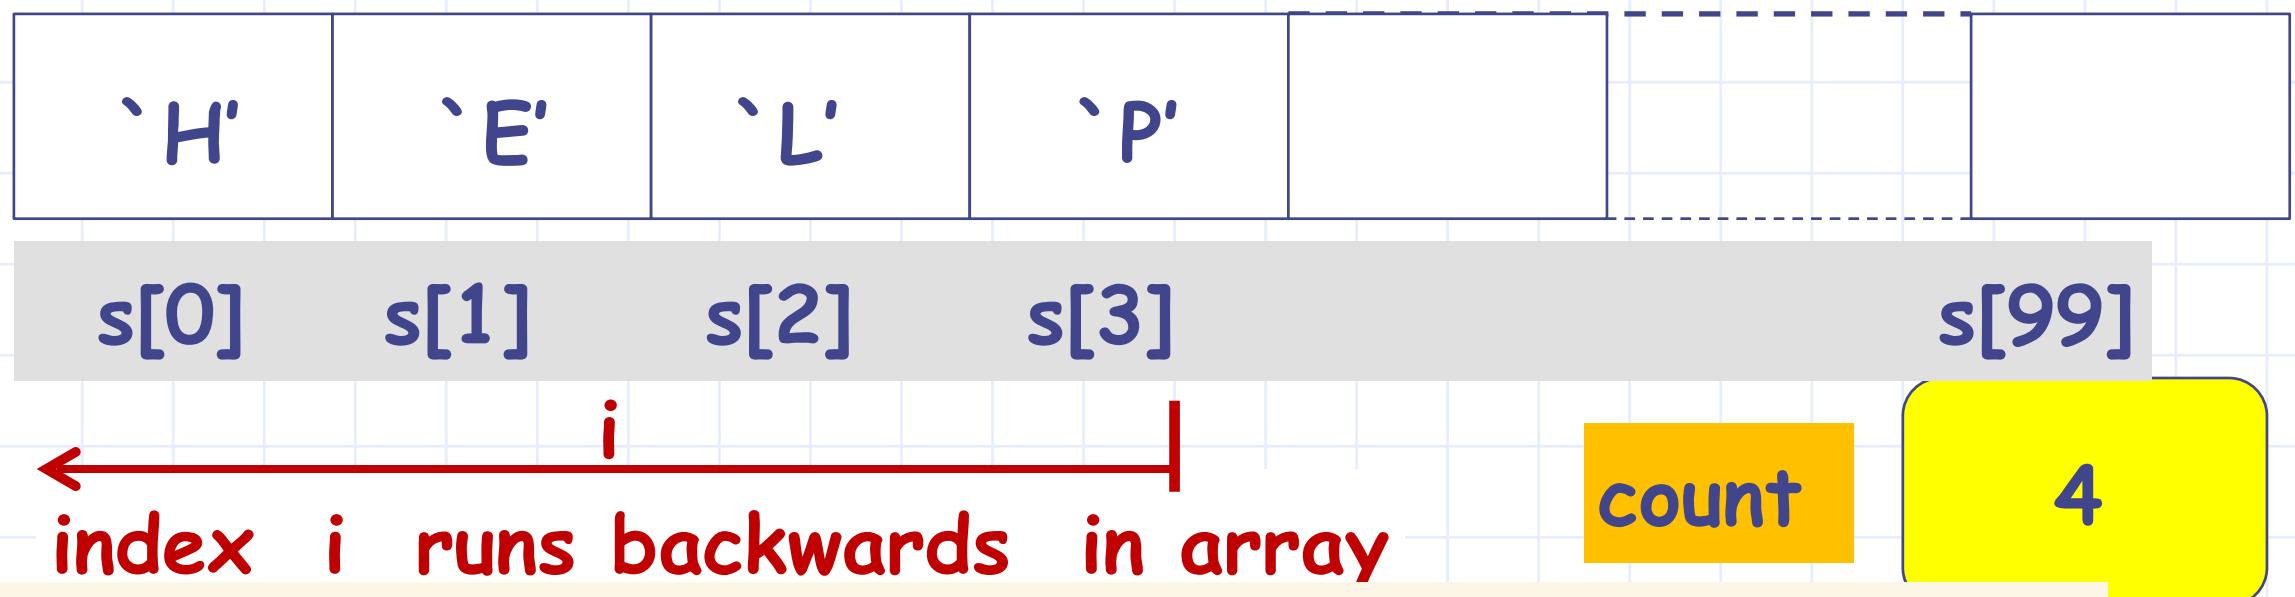 `H' `E' `L' `P'
s[0] s[1] s[2] s[3] s[99]
i
count 4
index i runs backwards in array